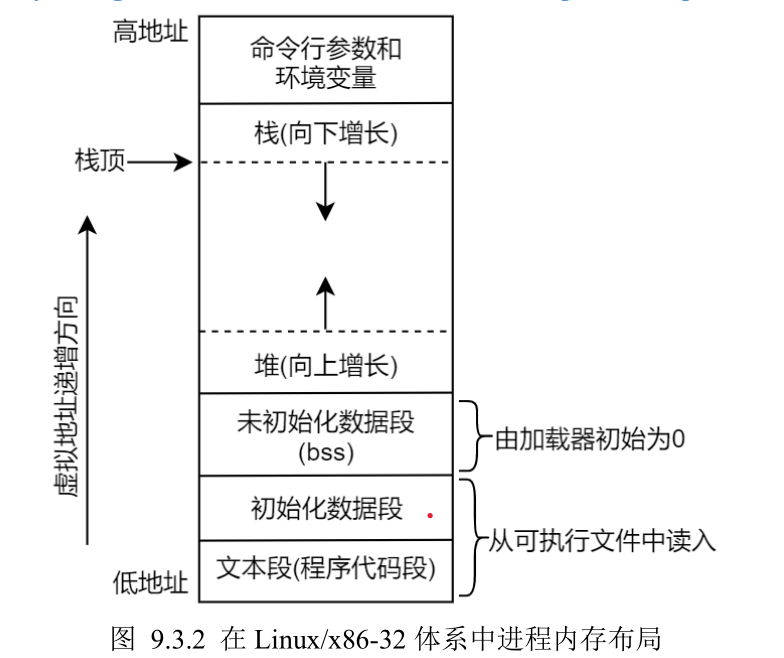 高地址
命令行参数和
环境变量
栈(向下增长)
栈顶
虚拟地址递增方向
堆(向上增长)
未初始化数据段
(bss)
由加载器初始为0
初始化数据段
从可执行文件中读入
文本段(程序代码段)
低地址
图 9.3.2 在 Linux/x86-32 体系中进程内存布局